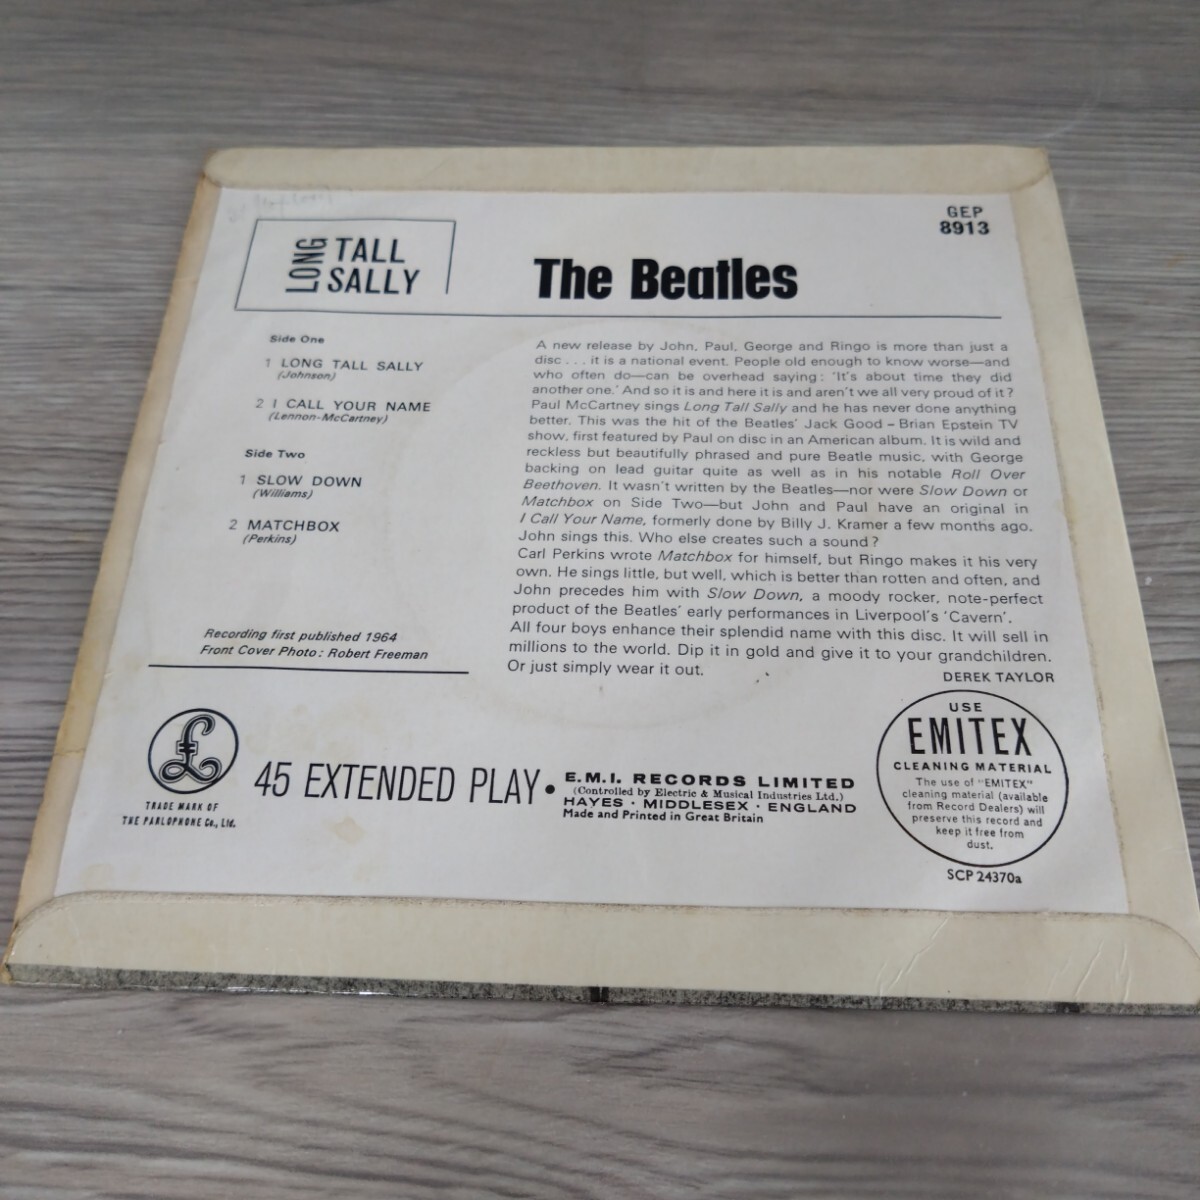 GEP
8913
LONG TALL
SALLY
The Beatles
Side One
1 LONG TALL SALLY
(Johnson)
2 I CALL YOUR NAME
(Lennon-McCartney)
Side Two
1 SLOW DOWN
(Williams)
2 MATCHBOX
(Perkins)
Recording first published 1964
Front Cover Photo: Robert Freeman
A new release by John, Paul, George and Ringo is more than just a
disc . . . it is a national event. People old enough to know worse—and
who often do—can be overhead saying: 'It's about time they did
another one.' And so it is and here it is and aren't we all very proud of it?
Paul McCartney sings Long Tall Sally and he has never done anything
better. This was the hit of the Beatles' Jack Good – Brian Epstein TV
show, first featured by Paul on disc in an American album. It is wild and
reckless but beautifully phrased and pure Beatle music, with George
backing on lead guitar quite as well as in his notable Roll Over
Beethoven. It wasn't written by the Beatles—nor were Slow Down or
Matchbox on Side Two—but John and Paul have an original in
I Call Your Name, formerly done by Billy J. Kramer a few months ago.
John sings this. Who else creates such a sound?
Carl Perkins wrote Matchbox for himself, but Ringo makes it his very
own. He sings little, but well, which is better than rotten and often, and
John precedes him with Slow Down, a moody rocker, note-perfect
product of the Beatles' early performances in Liverpool's 'Cavern'.
All four boys enhance their splendid name with this disc. It will sell in
millions to the world. Dip it in gold and give it to your grandchildren.
Or just simply wear it out.
DEREK TAYLOR
£
TRADE MARK OF
THE PARLOPHONE Co., Ltd.
45 EXTENDED PLAY •
E.M.I. RECORDS LIMITED
(Controlled by Electric & Musical Industries Ltd.)
HAYES · MIDDLESEX · ENGLAND
Made and Printed in Great Britain
USE
EMITEX
CLEANING MATERIAL
The use of "EMITEX"
cleaning material (available
from Record Dealers) will
preserve this record and
keep it free from
dust.
SCP 24370a